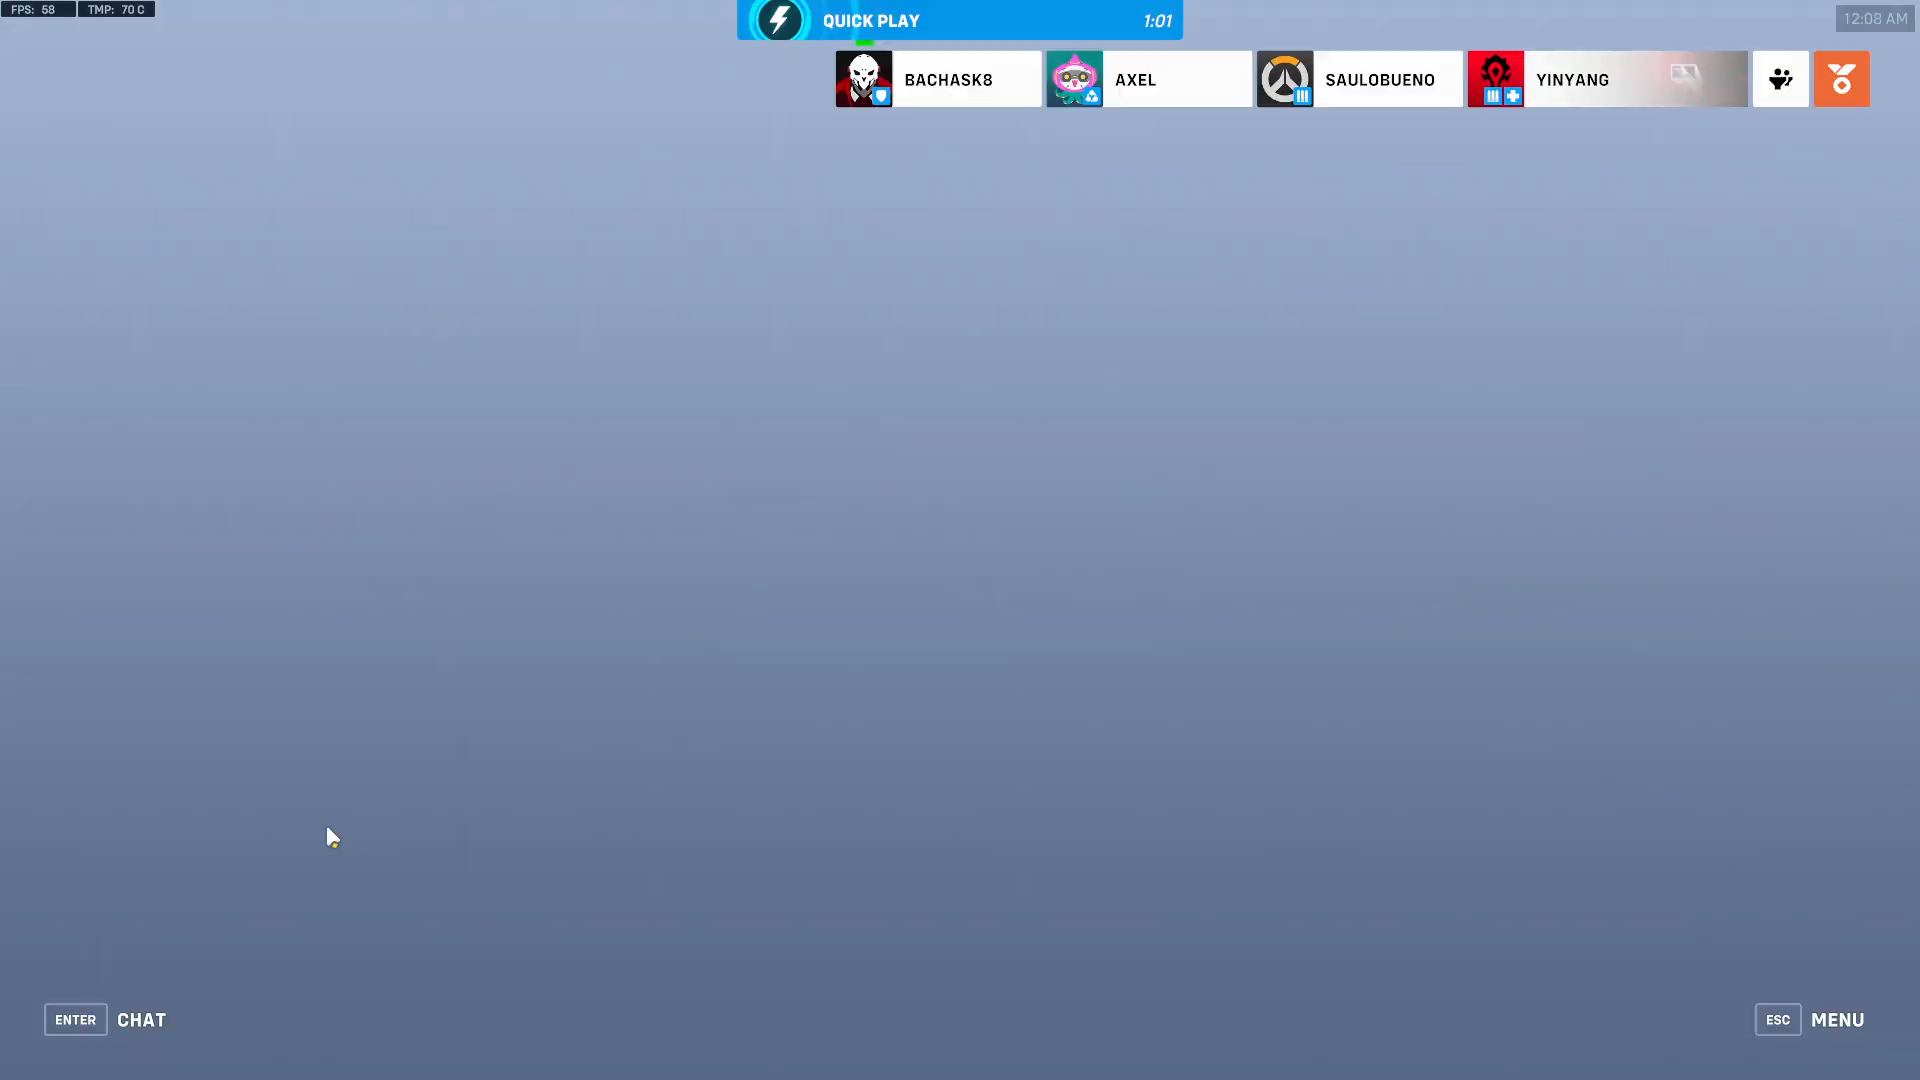 FPS: 58 TMP: 70 C
QUICK PLAY 1:01
12:08 AM
BACHASK8 AXEL SAULOBUENO YINYANG
ENTER CHAT
ESC MENU